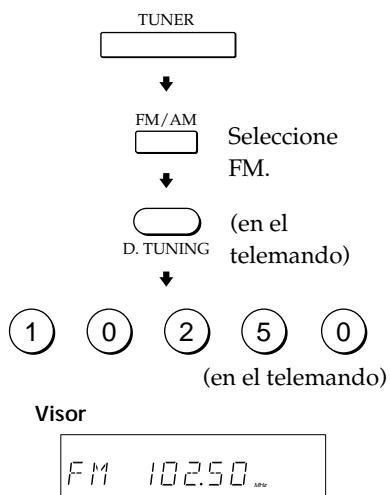 TUNER
FM/AM
Seleccione
FM.
(en el
D. TUNING telemando)
1 0 2 5 0
(en el telemando)
Visor
FM 102.50 MHz